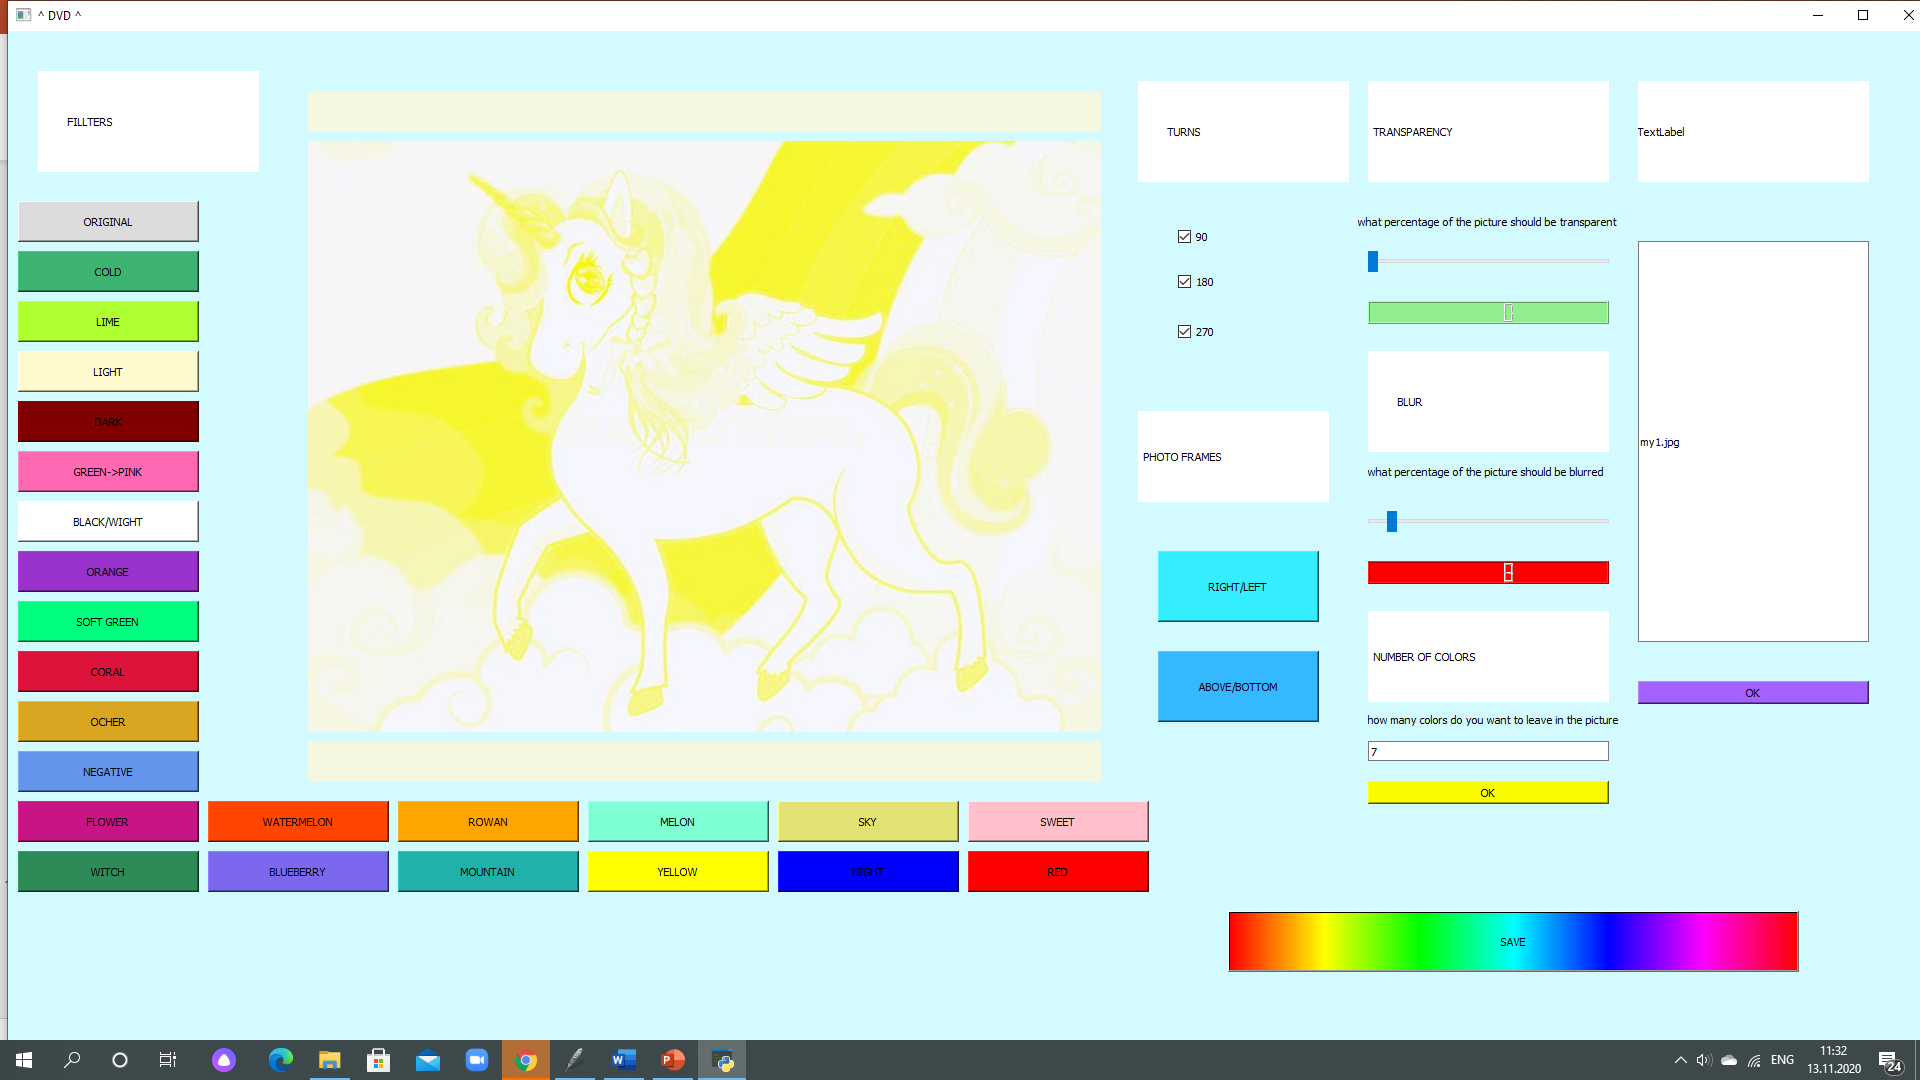 ^ DVD ^
FILLTERS
TURNS
TRANSPARENCY
TextLabel
ORIGINAL
COLD
LIME
LIGHT
DARK
GREEN->PINK
BLACK/WIGHT
ORANGE
SOFT GREEN
CORAL
OCHER
NEGATIVE
FLOWER
WATERMELON
ROWAN
MELON
SKY
SWEET
WITCH
BLUEBERRY
MOUNTAIN
YELLOW
NIGHT
RED
90
180
270
PHOTO FRAMES
RIGHT/LEFT
ABOVE/BOTTOM
what percentage of the picture should be transparent
0
BLUR
what percentage of the picture should be blurred
8
NUMBER OF COLORS
how many colors do you want to leave in the picture
7
OK
my1.jpg
OK
SAVE
ENG
11:32
13.11.2020
24